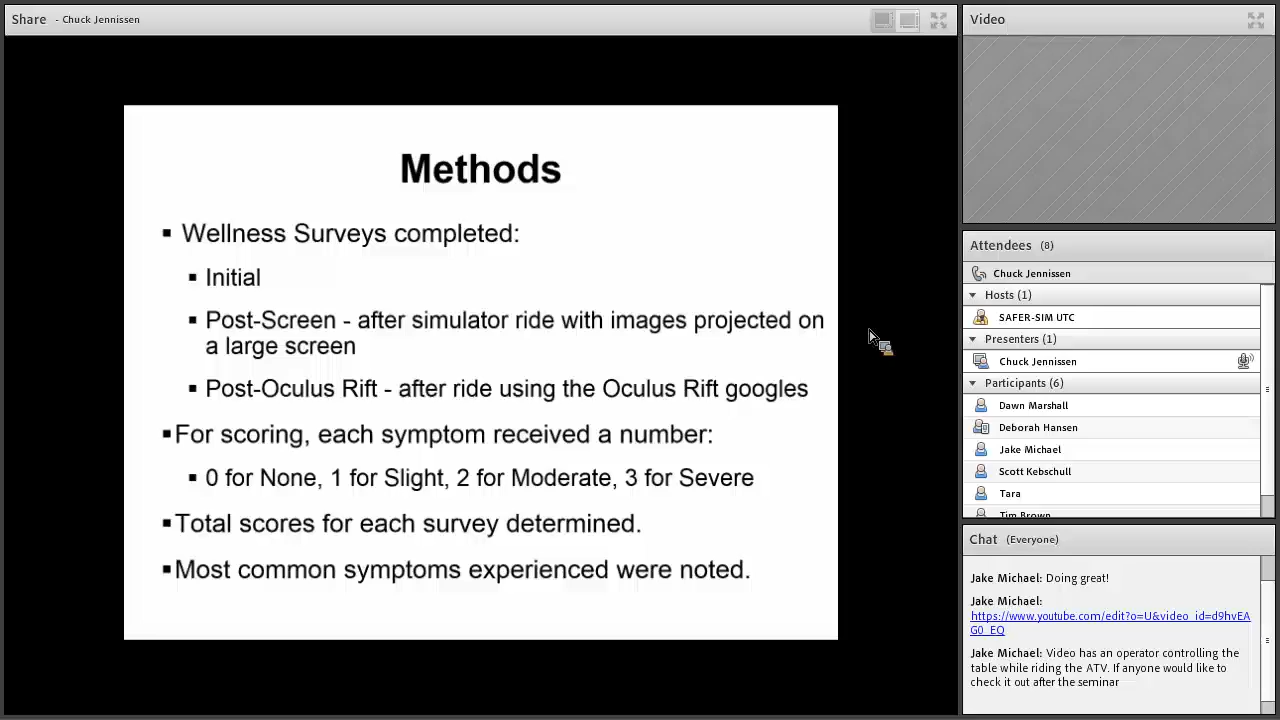 Share - Chuck Jennissen
Methods
▪ Wellness Surveys completed:
▪ Initial
▪ Post-Screen - after simulator ride with images projected on
a large screen
▪ Post-Oculus Rift - after ride using the Oculus Rift googles
▪For scoring, each symptom received a number:
▪ 0 for None, 1 for Slight, 2 for Moderate, 3 for Severe
▪Total scores for each survey determined.
▪Most common symptoms experienced were noted.
Video
Attendees (8)
Chuck Jennissen
Hosts (1)
SAFER-SIM UTC
Presenters (1)
Chuck Jennissen
Participants (6)
Dawn Marshall
Deborah Hansen
Jake Michael
Scott Kebschull
Tara
Tim Brown
Chat (Everyone)
Jake Michael: Doing great!
Jake Michael:
https://www.youtube.com/edit?o=U&video_id=d9hvEA
G0_EQ
Jake Michael: Video has an operator controlling the
table while riding the ATV. If anyone would like to
check it out after the seminar